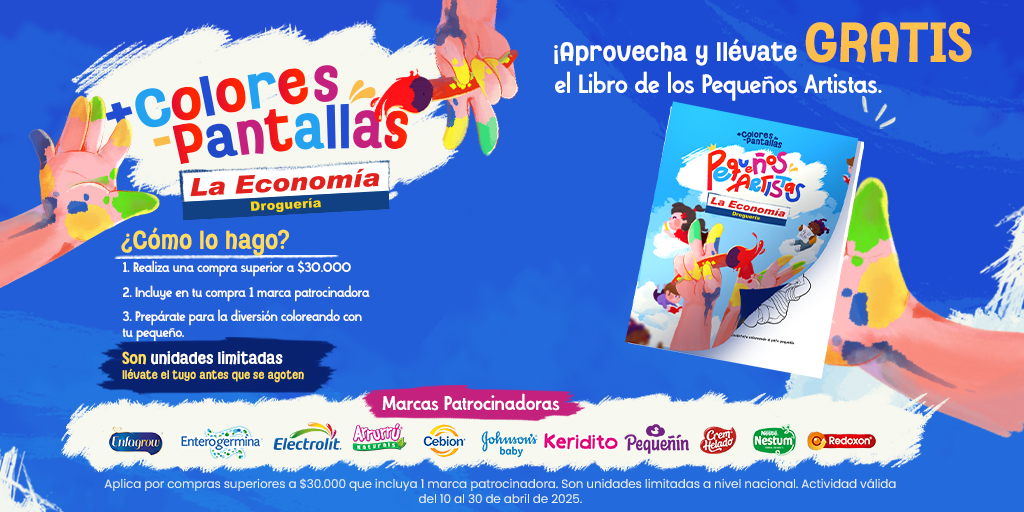 +Colores
-Pantallas
La Economía
Droguería
¿Cómo lo hago?
1. Realiza una compra superior a $30.000
2. Incluye en tu compra 1 marca patrocinadora
3. Prepárate para la diversión coloreando con
tu pequeño.
Son unidades limitadas
llévate el tuyo antes que se agoten
¡Aprovecha y llévate GRATIS
el Libro de los Pequeños Artistas.
+Colores
-Pantallas
Pequeños
Artistas
La Economía
Droguería
Marcas Patrocinadoras
Enfagrow
Enterogermina
Electrolit
Arrurrú
NATURALS
Cebion
Johnson's
baby
Keridito
Pequeñín
Crem
Helado
Nestlé
Nestum
Redoxon
Aplica por compras superiores a $30.000 que incluya 1 marca patrocinadora. Son unidades limitadas a nivel nacional. Actividad válida
del 10 al 30 de abril de 2025.